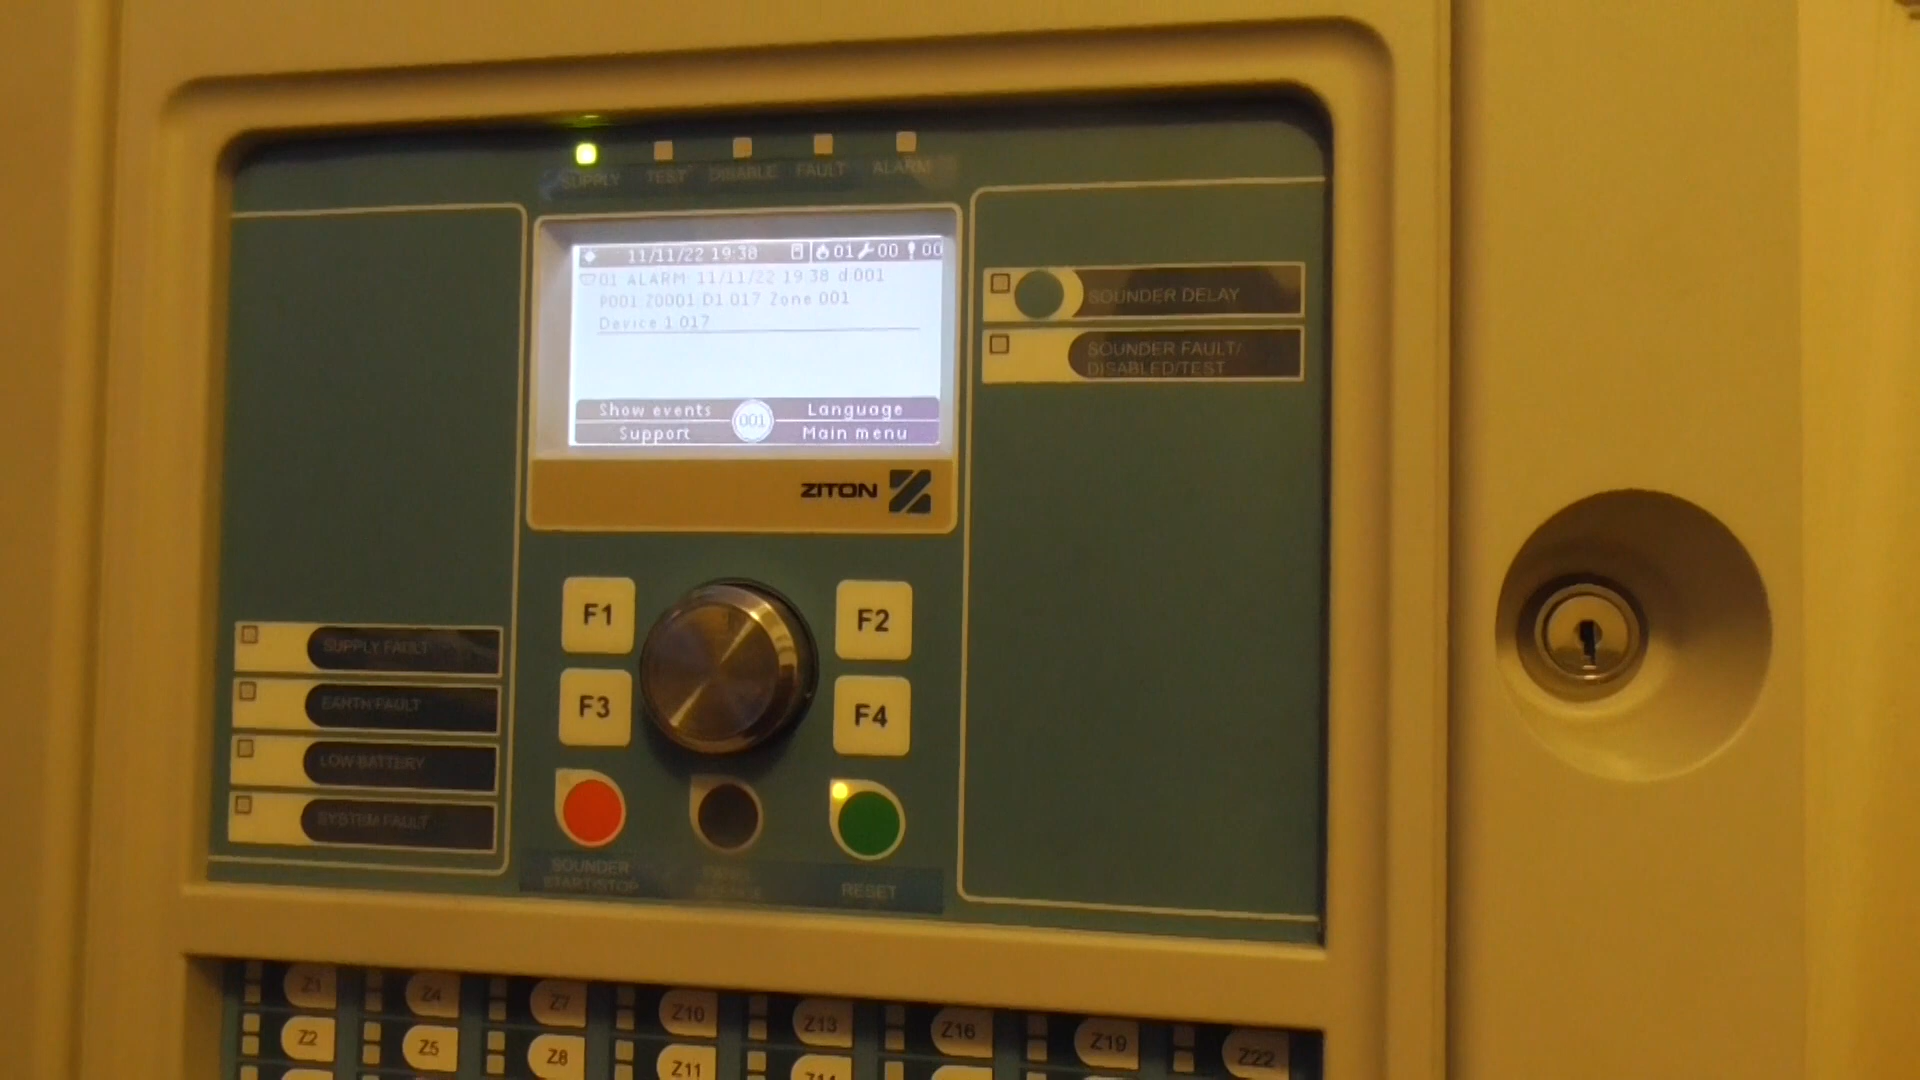 SUPPLY TEST DISABLE FAULT ALARM
11/11/22 19:38 01 00 00
01 ALARM: 11/11/22 19:38 d:001
P001 Z0001 D1.017 Zone 001
Device 1.017
Show events 001 Language
Support Main menu
ZITON
SOUNDER DELAY
SOUNDER FAULT/
DISABLED/TEST
F1 F2
F3 F4
SUPPLY FAULT
EARTH FAULT
LOW BATTERY
SYSTEM FAULT
SOUNDER
START/STOP
RESET
Z1 Z4 Z7 Z10 Z13 Z16 Z19 Z22
Z2 Z5 Z8 Z11 Z14